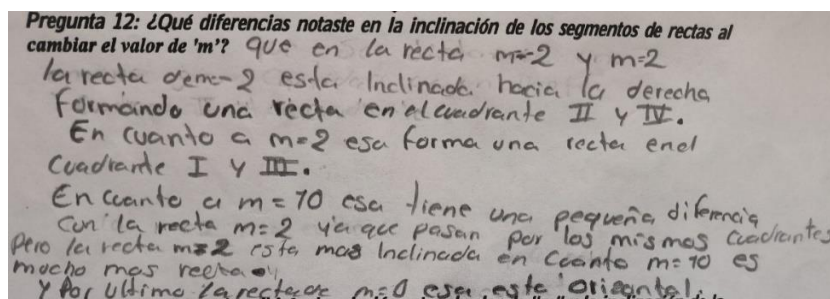 Pregunta 12: ¿Qué diferencias notaste en la inclinación de los segmentos de rectas al
cambiar el valor de 'm'? que en la recta m=-2 y m=2
la recta de m=-2 esta Inclinada hacia la derecha
formando una recta en el cuadrante II y IV.
En cuanto a m=2 esa forma una recta en el
Cuadrante I y III.
En cuanto a m=10 esa tiene una pequeña diferencia
con la recta m=2 ya que pasan por los mismos cuadrantes
pero la recta m=2 esta mas Inclinada en cuanto m=10 es
mucho mas recta
y por ultimo la recta de m=0 esa esta orisontal.